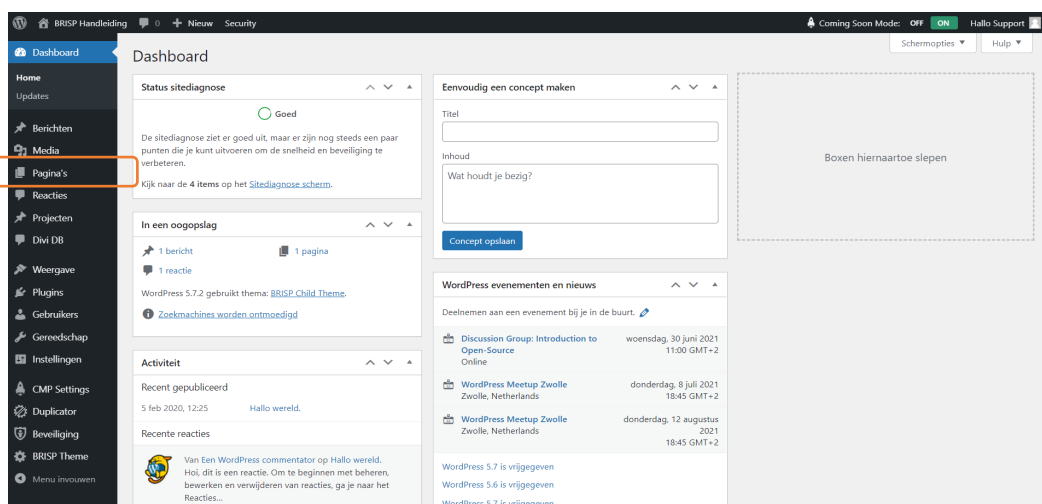 BRISP Handleiding 0 + Nieuw Security Coming Soon Mode: OFF ON Hallo Support
Dashboard
Home
Updates
Berichten
Media
Pagina's
Reacties
Projecten
Divi DB
Weergave
Plugins
Gebruikers
Gereedschap
Instellingen
CMP Settings
Duplicator
Beveiliging
BRISP Theme
Menu invouwen
Schermopties ▼ Hulp ▼
Dashboard
Status sitediagnose
Goed
De sitediagnose ziet er goed uit, maar er zijn nog steeds een paar
punten die je kunt uitvoeren om de snelheid en beveiliging te
verbeteren.
Kijk naar de 4 items op het Sitediagnose scherm.
In een oogopslag
1 bericht 1 pagina
1 reactie
WordPress 5.7.2 gebruikt thema: BRISP Child Theme.
Zoekmachines worden ontmoedigd
Activiteit
Recent gepubliceerd
5 feb 2020, 12:25 Hallo wereld.
Recente reacties
Van Een WordPress commentator op Hallo wereld.
Hoi, dit is een reactie. Om te beginnen met beheren,
bewerken en verwijderen van reacties, ga je naar het
Reacties...
Eenvoudig een concept maken
Titel
Inhoud
Wat houdt je bezig?
Concept opslaan
WordPress evenementen en nieuws
Deelnemen aan een evenement bij je in de buurt.
Discussion Group: Introduction to woensdag, 30 juni 2021
Open-Source 11:00 GMT+2
Online
WordPress Meetup Zwolle donderdag, 8 juli 2021
Zwolle, Netherlands 18:45 GMT+2
WordPress Meetup Zwolle donderdag, 12 augustus
Zwolle, Netherlands 2021
18:45 GMT+2
WordPress 5.7 is vrijgegeven
WordPress 5.6 is vrijgegeven
WordPress 5.7 is vrijgegeven
Boxen hiernaartoe slepen